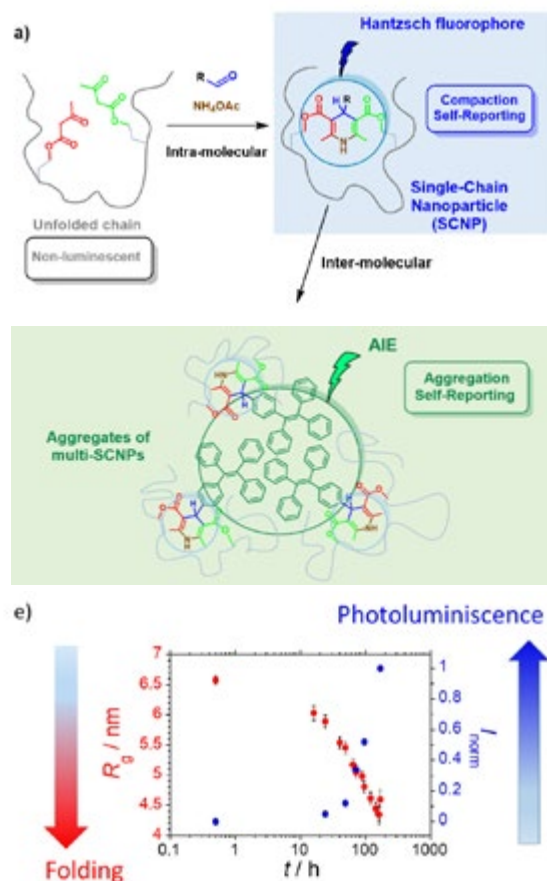 a)
Hantzsch fluorophore
R
O
NH₄OAc
Intra-molecular
H R
O
O
O
O
N
H
Compaction
Self-Reporting
Unfolded chain
Non-luminescent
Single-Chain
Nanoparticle
(SCNP)
Inter-molecular
AIE
Aggregation
Self-Reporting
Aggregates of
multi-SCNPs
e)
Photoluminiscence
Rg / nm
7
6.5
6
5.5
5
4.5
4
1
0.8
0.6
0.4
0.2
0
Inorm
0.1
1
10
100
1000
t / h
Folding